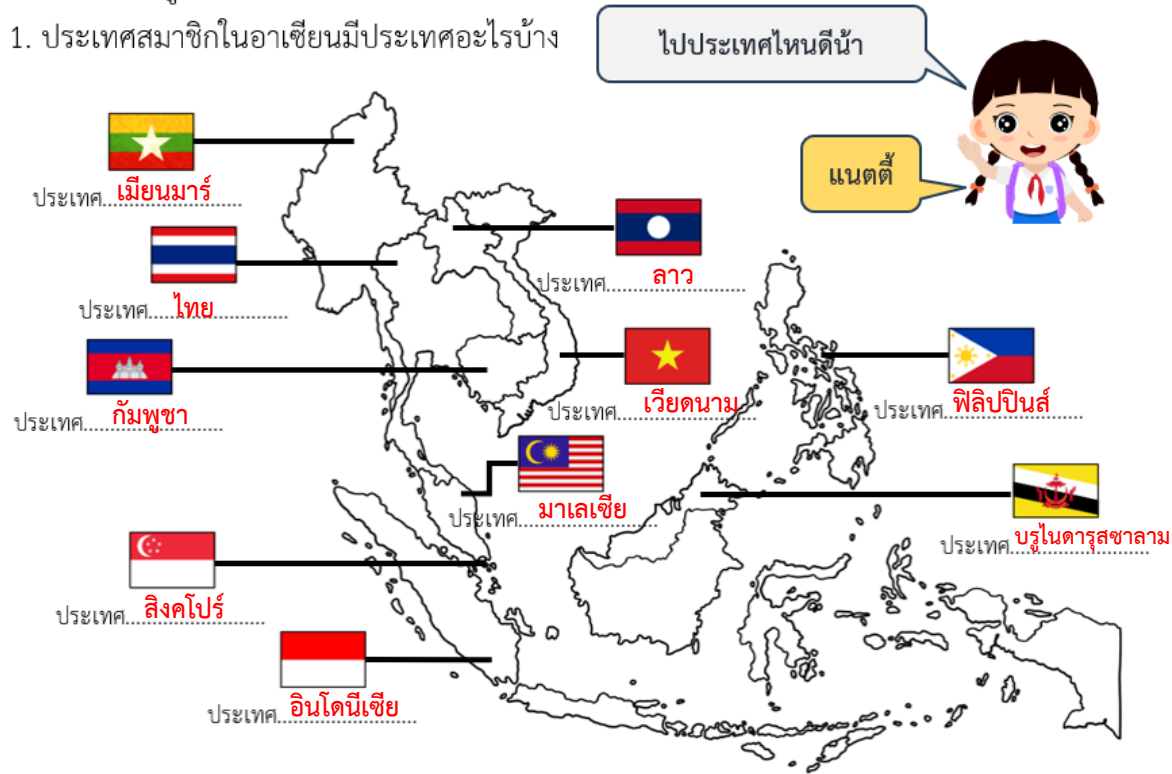 1. ประเทศสมาชิกในอาเซียนมีประเทศอะไรบ้าง
ไปประเทศไหนดีน้า
แนตตี้
ประเทศ...เมียนมาร์...
ประเทศ...ไทย...
ประเทศ...ลาว...
ประเทศ...กัมพูชา...
ประเทศ...เวียดนาม...
ประเทศ...ฟิลิปปินส์...
ประเทศ...มาเลเซีย...
ประเทศ...บรูไนดารุสซาลาม...
ประเทศ...สิงคโปร์...
ประเทศ...อินโดนีเซีย...